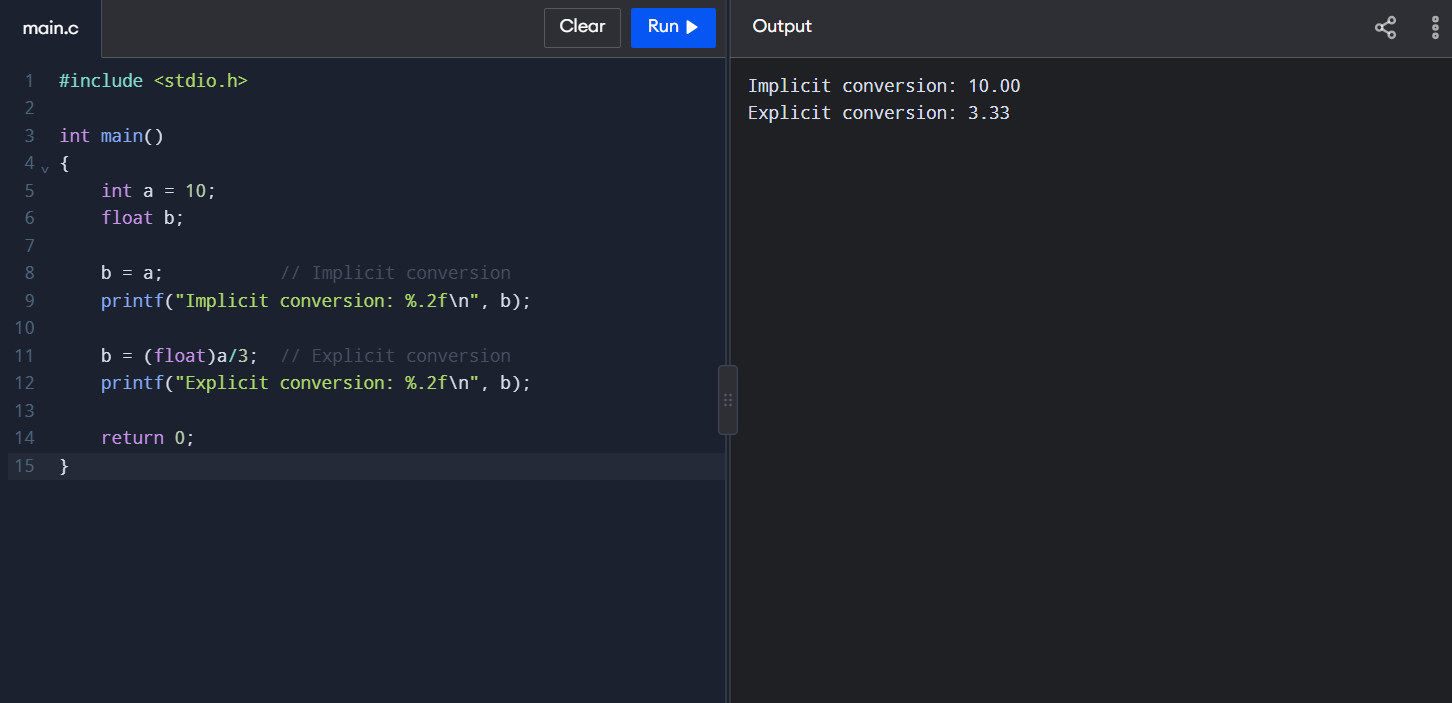 main.c
Clear
Run
Output
1 #include <stdio.h>
2
3 int main()
4 {
5     int a = 10;
6     float b;
7
8     b = a;           // Implicit conversion
9     printf("Implicit conversion: %.2f\n", b);
10
11     b = (float)a/3;  // Explicit conversion
12     printf("Explicit conversion: %.2f\n", b);
13
14     return 0;
15 }
Implicit conversion: 10.00
Explicit conversion: 3.33